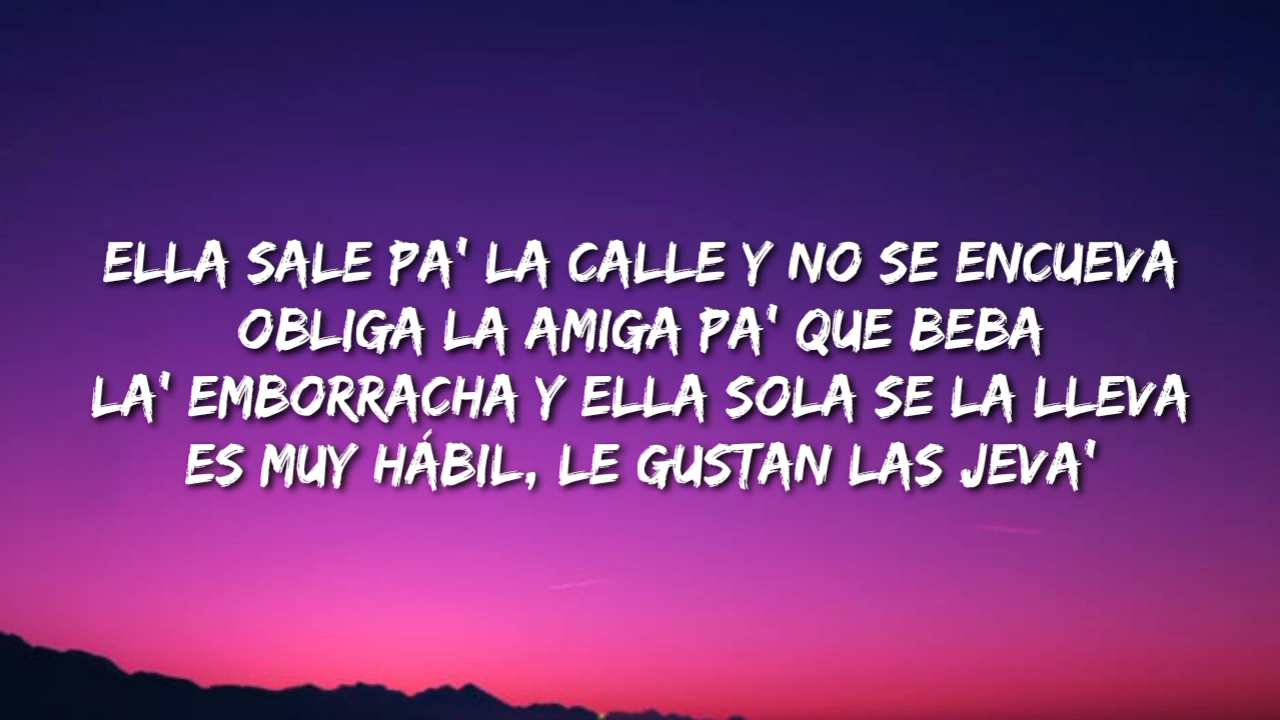 ELLA SALE PA' LA CALLE Y NO SE ENCUEVA
OBLIGA LA AMIGA PA' QUE BEBA
LA' EMBORRACHA Y ELLA SOLA SE LA LLEVA
ES MUY HÁBIL, LE GUSTAN LAS JEVA'